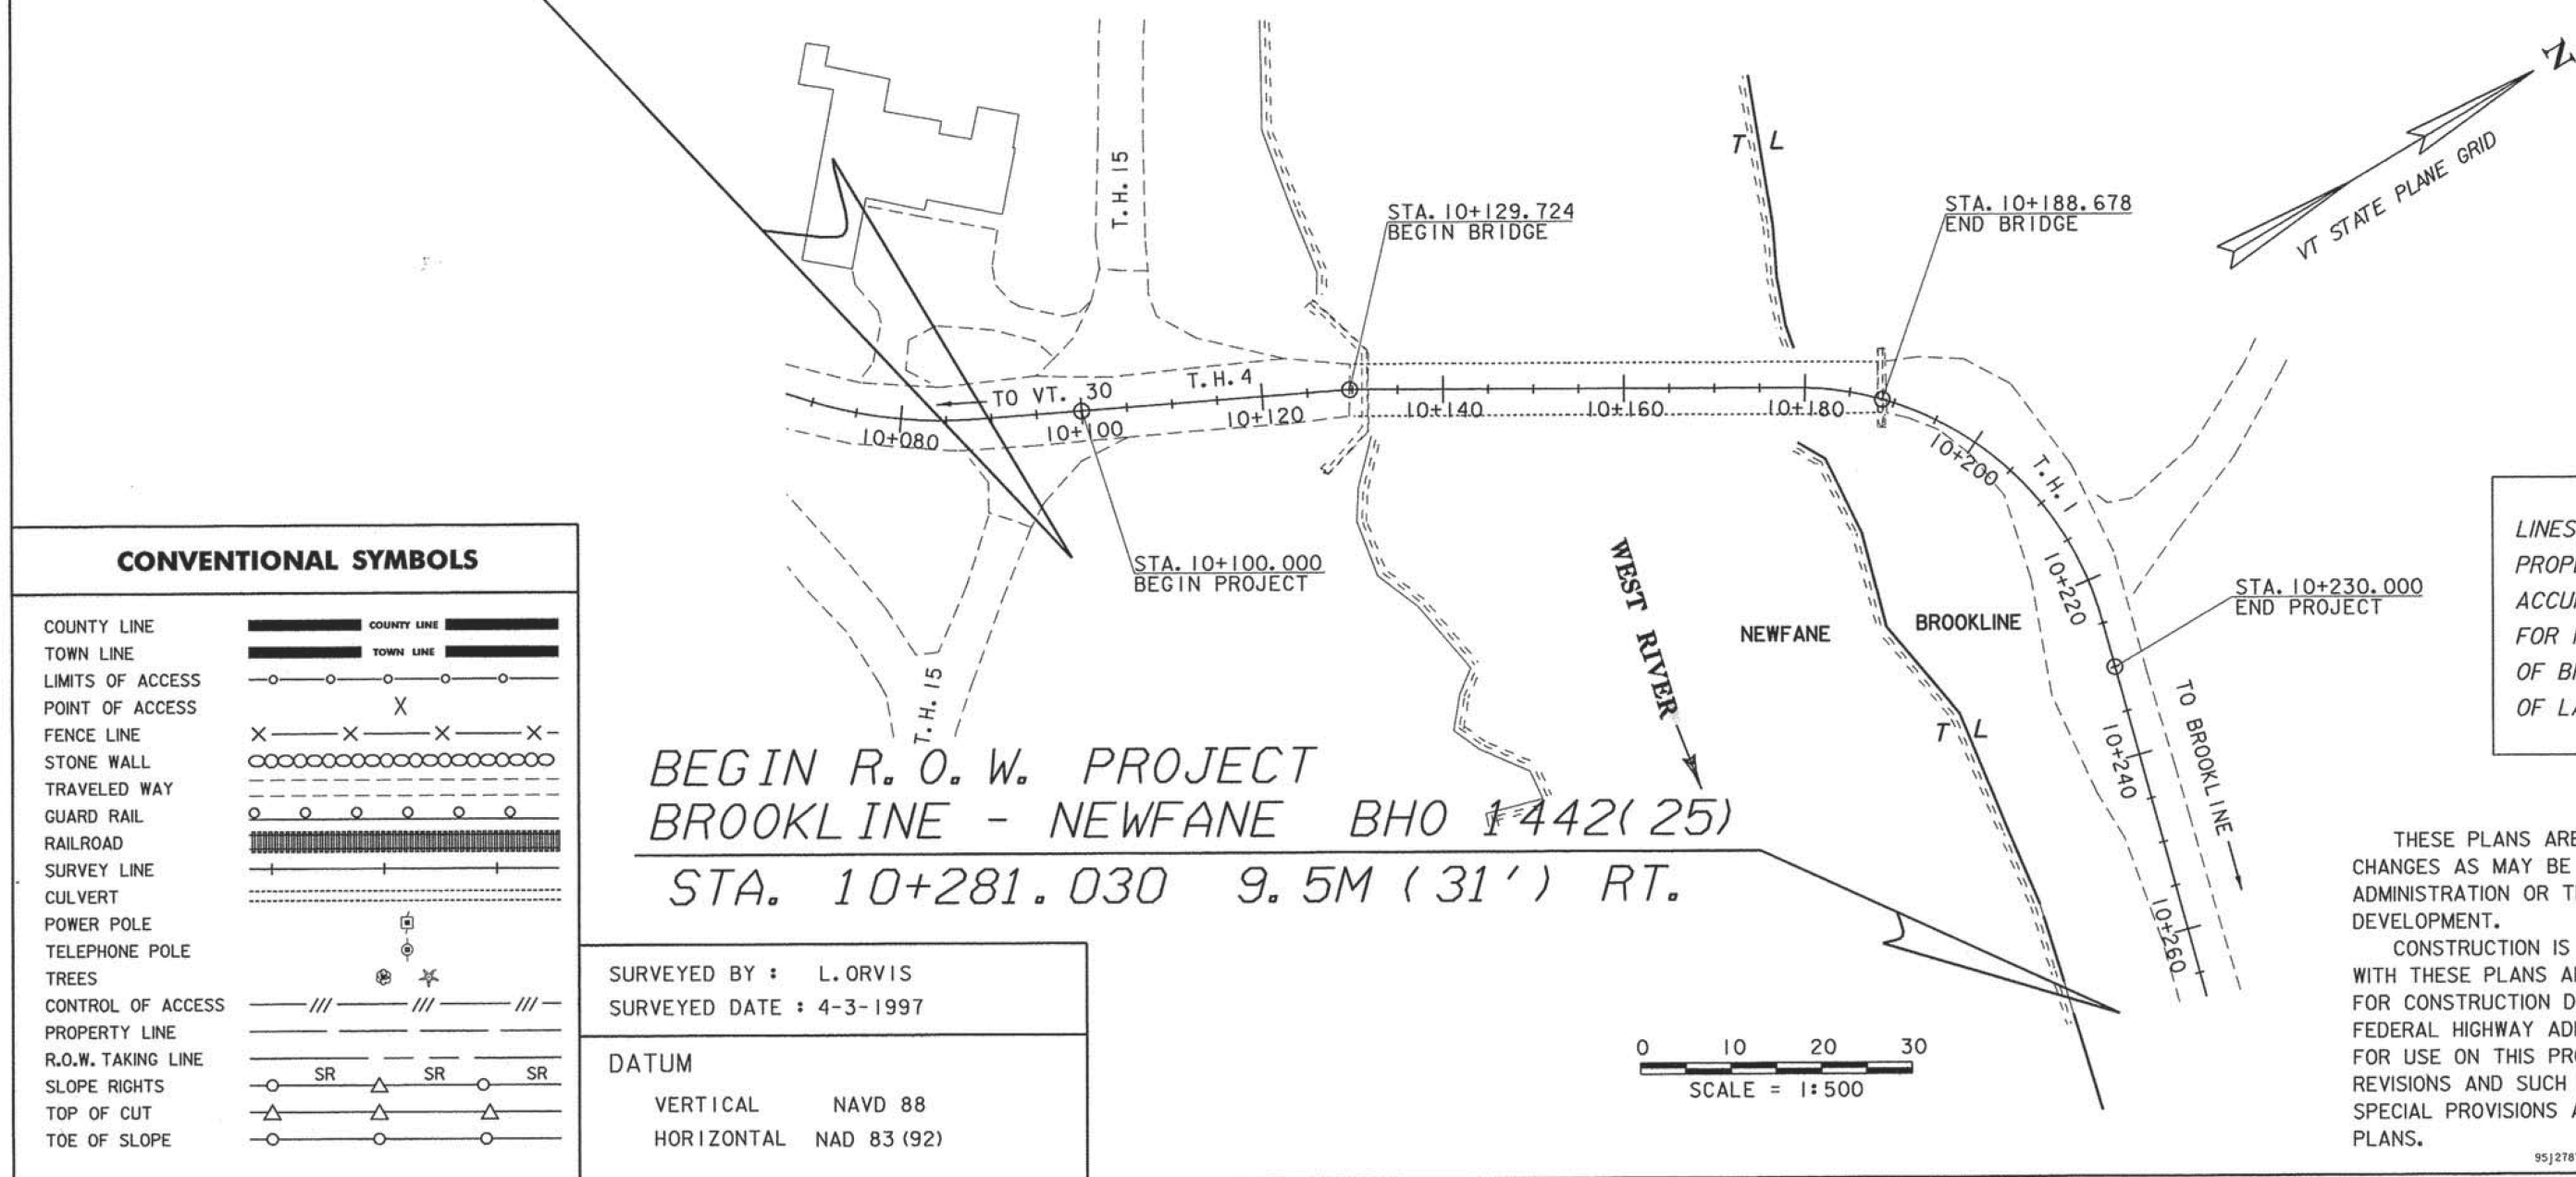 N
VT STATE PLANE GRID
T.H. 15
T L
STA. 10+129.724
BEGIN BRIDGE
STA. 10+188.678
END BRIDGE
TO VT. 30
T.H. 4
10+080
10+100
10+120
10+140
10+160
10+180
10+200
T.H. 1
10+220
10+240
10+260
STA. 10+100.000
BEGIN PROJECT
STA. 10+230.000
END PROJECT
WEST RIVER
NEWFANE
BROOKLINE
T L
TO BROOKLINE
T.H. 15
BEGIN R.O.W. PROJECT
BROOKLINE - NEWFANE BHO 1442(25)
STA. 10+281.030 9.5M (31') RT.
CONVENTIONAL SYMBOLS
COUNTY LINE COUNTY LINE
TOWN LINE TOWN LINE
LIMITS OF ACCESS
POINT OF ACCESS
FENCE LINE
STONE WALL
TRAVELED WAY
GUARD RAIL
RAILROAD
SURVEY LINE
CULVERT
POWER POLE
TELEPHONE POLE
TREES
CONTROL OF ACCESS
PROPERTY LINE
R.O.W. TAKING LINE
SLOPE RIGHTS SR SR SR
TOP OF CUT
TOE OF SLOPE
SURVEYED BY : L.ORVIS
SURVEYED DATE : 4-3-1997
DATUM
VERTICAL NAVD 88
HORIZONTAL NAD 83 (92)
0 10 20 30
SCALE = 1:500
LINES
OF
OF
FOR
THESE PLANS ARE
CHANGES AS MAY BE
ADMINISTRATION OR
DEVELOPMENT.
CONSTRUCTION IS
WITH THESE PLANS
FOR CONSTRUCTION
FEDERAL HIGHWAY
FOR USE ON THIS
REVISIONS AND SUCH
SPECIAL PROVISIONS
PLANS.